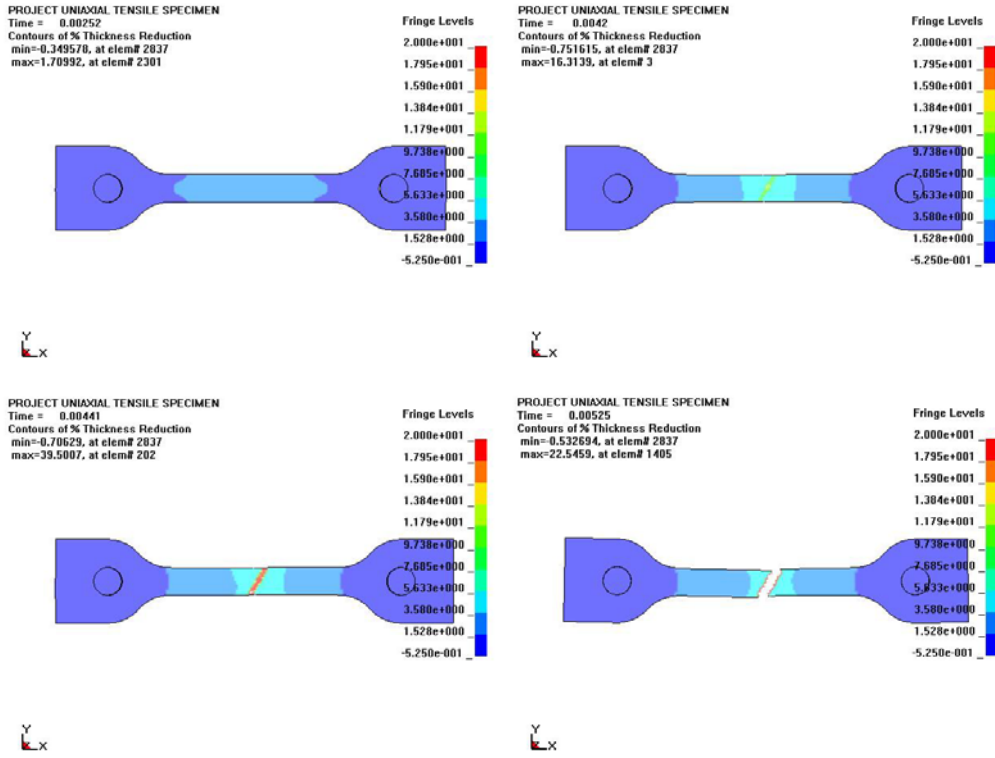 PROJECT UNIAXIAL TENSILE SPECIMEN
Time = 0.00252
Contours of % Thickness Reduction
min=-0.349578, at elem# 2837
max=1.70992, at elem# 2301
Fringe Levels
2.000e+001
1.795e+001
1.590e+001
1.384e+001
1.179e+001
9.738e+000
7.685e+000
5.633e+000
3.580e+000
1.528e+000
-5.250e-001
Y
X
PROJECT UNIAXIAL TENSILE SPECIMEN
Time = 0.0042
Contours of % Thickness Reduction
min=-0.751615, at elem# 2837
max=16.3139, at elem# 3
Fringe Levels
2.000e+001
1.795e+001
1.590e+001
1.384e+001
1.179e+001
9.738e+000
7.685e+000
5.633e+000
3.580e+000
1.528e+000
-5.250e-001
Y
X
PROJECT UNIAXIAL TENSILE SPECIMEN
Time = 0.00441
Contours of % Thickness Reduction
min=-0.70629, at elem# 2837
max=39.5007, at elem# 202
Fringe Levels
2.000e+001
1.795e+001
1.590e+001
1.384e+001
1.179e+001
9.738e+000
7.685e+000
5.633e+000
3.580e+000
1.528e+000
-5.250e-001
Y
X
PROJECT UNIAXIAL TENSILE SPECIMEN
Time = 0.00525
Contours of % Thickness Reduction
min=-0.532694, at elem# 2837
max=22.5459, at elem# 1405
Fringe Levels
2.000e+001
1.795e+001
1.590e+001
1.384e+001
1.179e+001
9.738e+000
7.685e+000
5.633e+000
3.580e+000
1.528e+000
-5.250e-001
Y
X